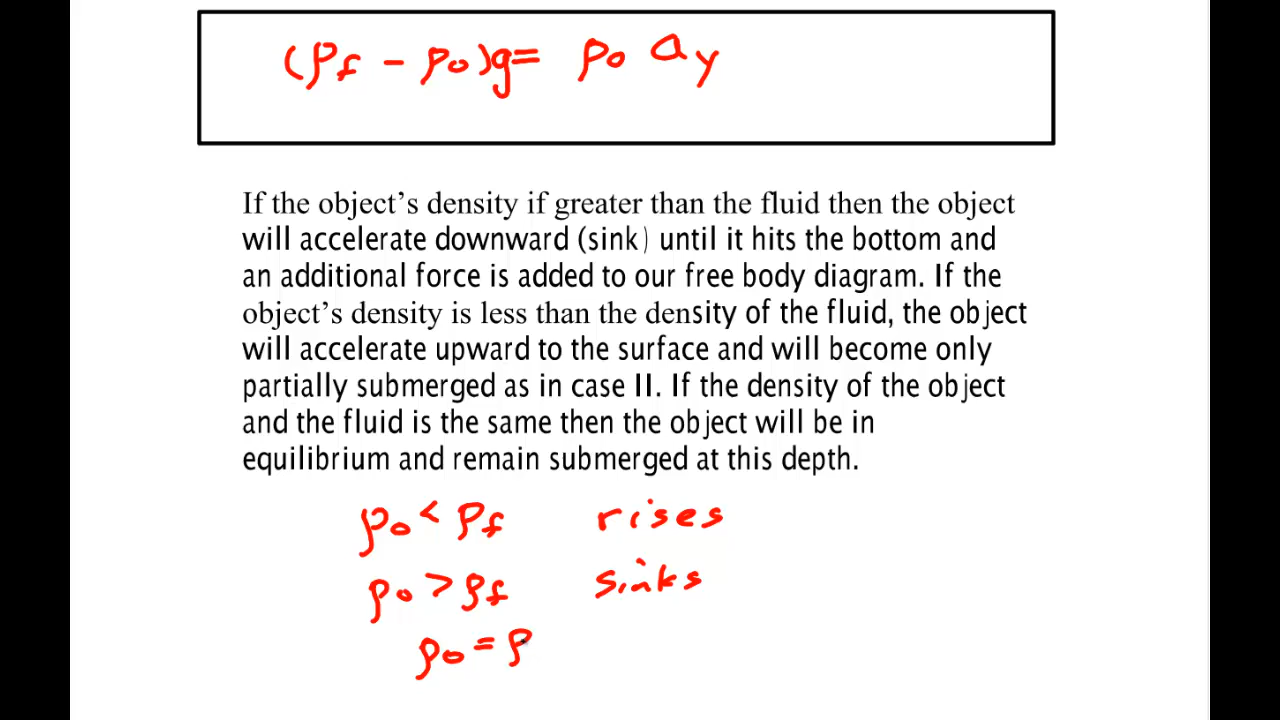 (ρf - ρo)g = ρo ay
If the object’s density if greater than the fluid then the object
will accelerate downward (sink) until it hits the bottom and
an additional force is added to our free body diagram. If the
object’s density is less than the density of the fluid, the object
will accelerate upward to the surface and will become only
partially submerged as in case II. If the density of the object
and the fluid is the same then the object will be in
equilibrium and remain submerged at this depth.
ρo < ρf rises
ρo > ρf sinks
ρo = ρ